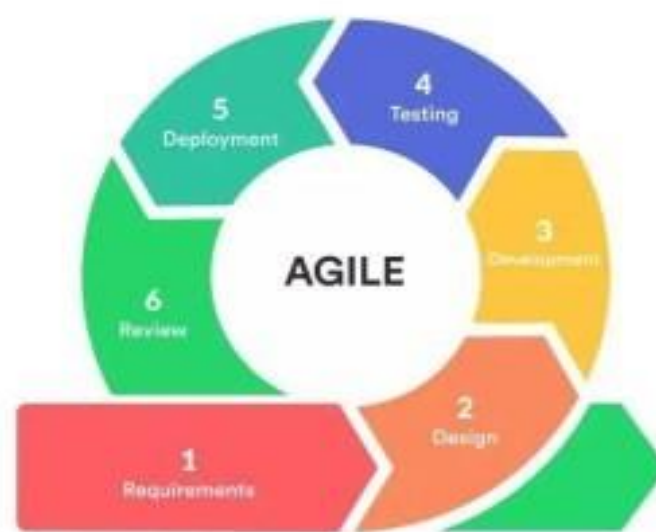 AGILE
1
Requirements
2
Design
3
Development
4
Testing
5
Deployment
6
Review